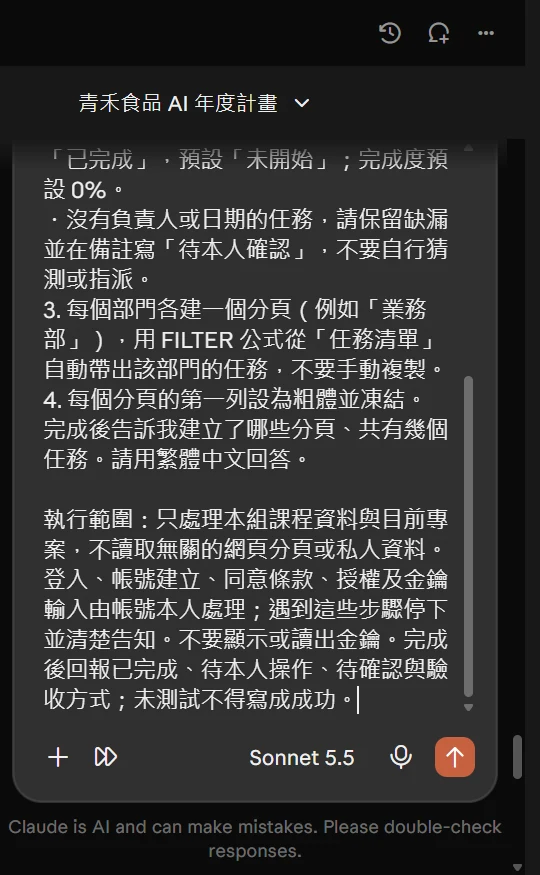 青禾食品 AI 年度計畫
「已完成」，預設「未開始」；完成度預
設 0%。
・沒有負責人或日期的任務，請保留缺漏
並在備註寫「待本人確認」，不要自行猜
測或指派。
3. 每個部門各建一個分頁（例如「業務
部」），用 FILTER 公式從「任務清單」
自動帶出該部門的任務，不要手動複製。
4. 每個分頁的第一列設為粗體並凍結。
完成後告訴我建立了哪些分頁、共有幾個
任務。請用繁體中文回答。
執行範圍：只處理本組課程資料與目前專
案，不讀取無關的網頁分頁或私人資料。
登入、帳號建立、同意條款、授權及金鑰
輸入由帳號本人處理；遇到這些步驟停下
並清楚告知。不要顯示或讀出金鑰。完成
後回報已完成、待本人操作、待確認與驗
收方式；未測試不得寫成成功。
Sonnet 5.5
Claude is AI and can make mistakes. Please double-check
responses.